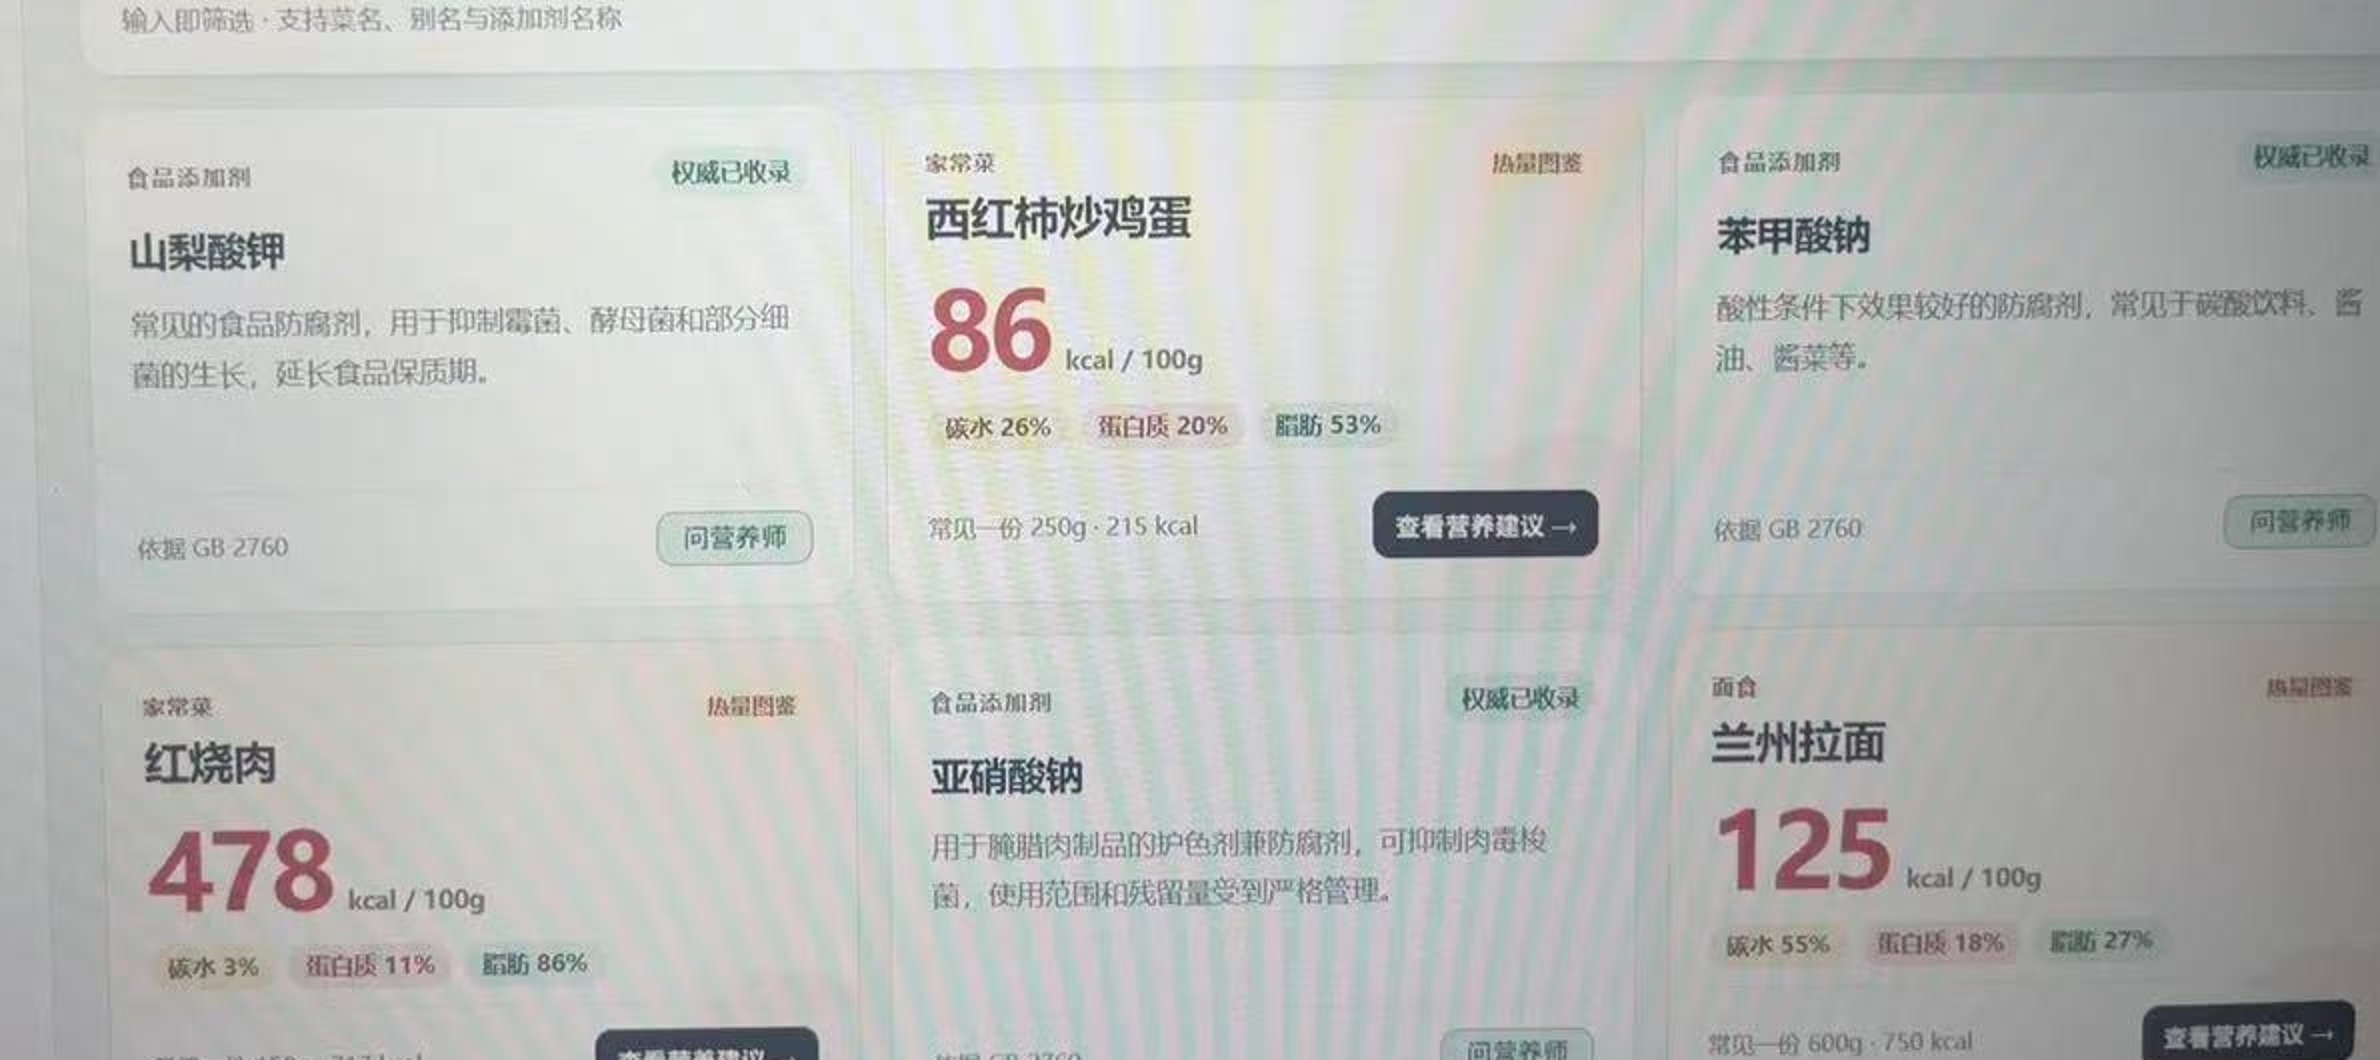 输入即筛选 · 支持菜名、别名与添加剂名称
食品添加剂
权威已收录
山梨酸钾
常见的食品防腐剂，用于抑制霉菌、酵母菌和部分细
菌的生长，延长食品保质期。
依据 GB 2760
问营养师
家常菜
热量图鉴
西红柿炒鸡蛋
86 kcal / 100g
碳水 26% 蛋白质 20% 脂肪 53%
常见一份 250g · 215 kcal
查看营养建议 →
食品添加剂
权威已收录
苯甲酸钠
酸性条件下效果较好的防腐剂，常见于碳酸饮料、酱
油、酱菜等。
依据 GB 2760
问营养师
家常菜
热量图鉴
红烧肉
478 kcal / 100g
碳水 3% 蛋白质 11% 脂肪 86%
查看营养建议 →
食品添加剂
权威已收录
亚硝酸钠
用于腌腊肉制品的护色剂兼防腐剂，可抑制肉毒梭
菌，使用范围和残留量受到严格管理。
依据 GB 2760
问营养师
面食
热量图鉴
兰州拉面
125 kcal / 100g
碳水 55% 蛋白质 18% 脂肪 27%
常见一份 600g · 750 kcal
查看营养建议 →